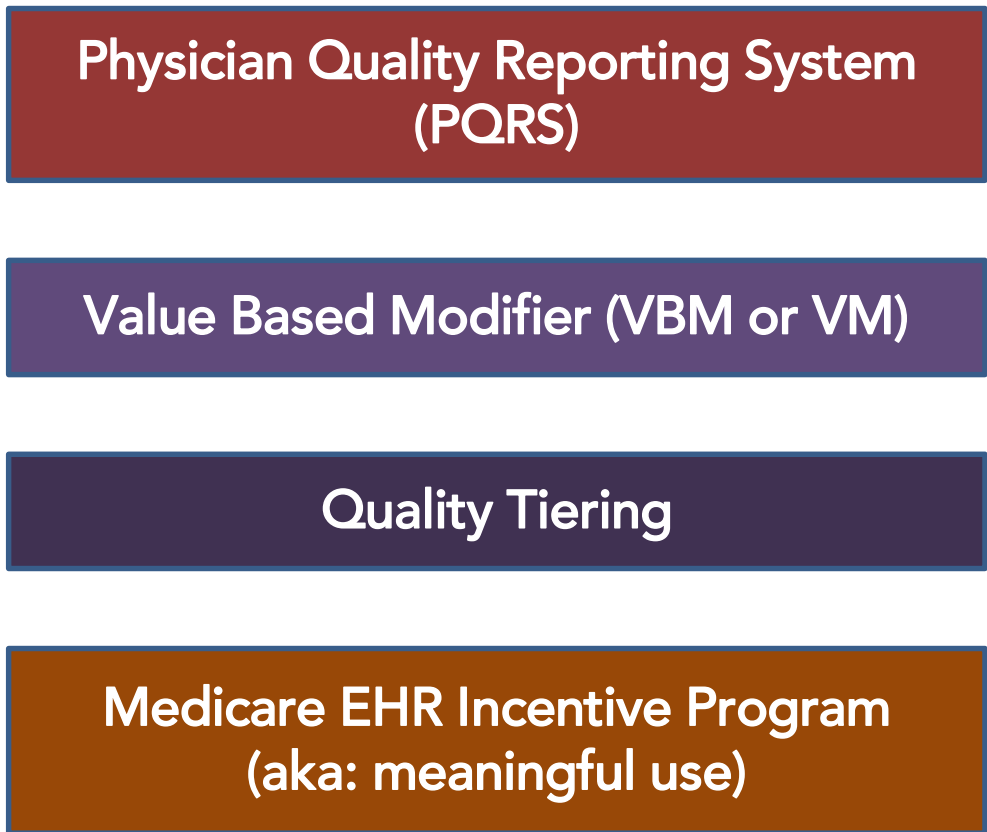 Physician Quality Reporting System
(PQRS)
Value Based Modifier (VBM or VM)
Quality Tiering
Medicare EHR Incentive Program
(aka: meaningful use)